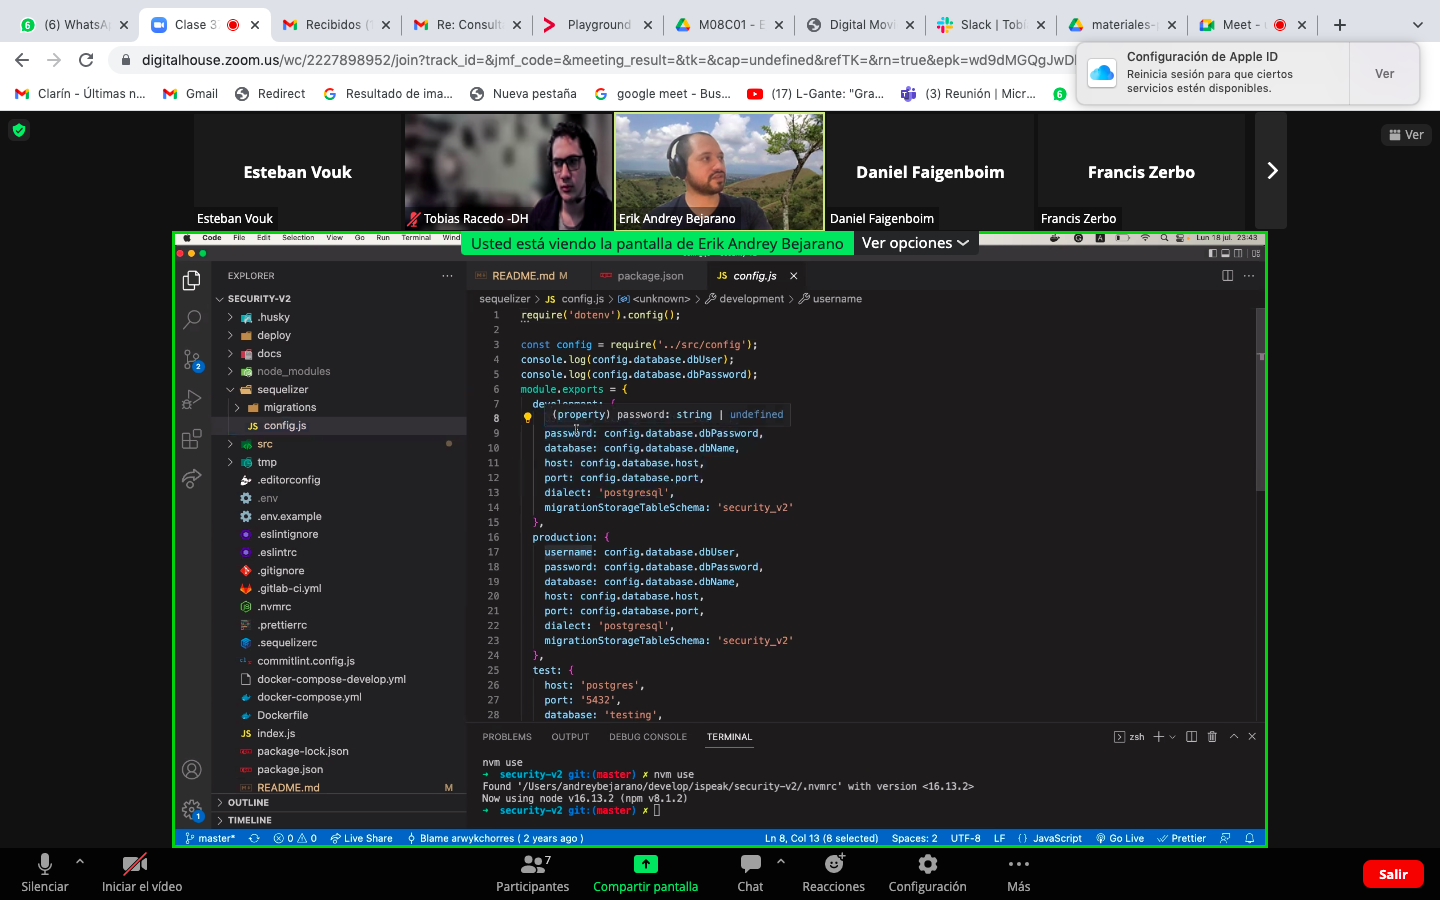 (6) WhatsA
Clase 3
Recibidos (
Re: Consult
Playground
M08C01 - E
Digital Movi
Slack | Tobi
materiales-
Meet -
digitalhouse.zoom.us/wc/2227898952/join?track_id=&jmf_code=&meeting_result=&tk=&cap=undefined&refTK=&rn=true&epk=wd9dMGQgJwD
Configuración de Apple ID
Reinicia sesión para que ciertos
servicios estén disponibles.
Ver
Clarín - Últimas n...
Gmail
Redirect
Resultado de ima...
Nueva pestaña
google meet - Bus...
(17) L-Gante: "Gra...
(3) Reunión | Micr...
Ver
Esteban Vouk
Daniel Faigenboim
Francis Zerbo
Esteban Vouk
Tobias Racedo -DH
Erik Andrey Bejarano
Daniel Faigenboim
Francis Zerbo
Code File Edit Selection View Go Run Terminal Wind
Usted está viendo la pantalla de Erik Andrey Bejarano
Ver opciones
Lun 18 jul. 23:43
EXPLORER
README.md M
package.json
config.js
SECURITY-V2
.husky
deploy
docs
node_modules
sequelizer
migrations
config.js
src
tmp
.editorconfig
.env
.env.example
.eslintignore
.eslintrc
.gitignore
.gitlab-ci.yml
.nvmrc
.prettierrc
.sequelizerc
commitlint.config.js
docker-compose-develop.yml
docker-compose.yml
Dockerfile
index.js
package-lock.json
package.json
README.md M
OUTLINE
TIMELINE
sequelizer > config.js > <unknown> > development > username
1 require('dotenv').config();
2
3 const config = require('../src/config');
4 console.log(config.database.dbUser);
5 console.log(config.database.dbPassword);
6 module.exports = {
7 development: {
8 (property) password: string | undefined
9 password: config.database.dbPassword,
10 database: config.database.dbName,
11 host: config.database.host,
12 port: config.database.port,
13 dialect: 'postgresql',
14 migrationStorageTableSchema: 'security_v2'
15 },
16 production: {
17 username: config.database.dbUser,
18 password: config.database.dbPassword,
19 database: config.database.dbName,
20 host: config.database.host,
21 port: config.database.port,
22 dialect: 'postgresql',
23 migrationStorageTableSchema: 'security_v2'
24 },
25 test: {
26 host: 'postgres',
27 port: '5432',
28 database: 'testing',
PROBLEMS OUTPUT DEBUG CONSOLE TERMINAL
zsh
nvm use
➜ security-v2 git:(master) ✗ nvm use
Found '/Users/andreybejarano/develop/ispeak/security-v2/.nvmrc' with version <16.13.2>
Now using node v16.13.2 (npm v8.1.2)
➜ security-v2 git:(master) ✗
master* 0 0 Live Share Blame arwykchorres ( 2 years ago )
Ln 8, Col 13 (8 selected) Spaces: 2 UTF-8 LF {} JavaScript Go Live Prettier
Silenciar
Iniciar el vídeo
7
Participantes
Compartir pantalla
Chat
Reacciones
Configuración
Más
Salir